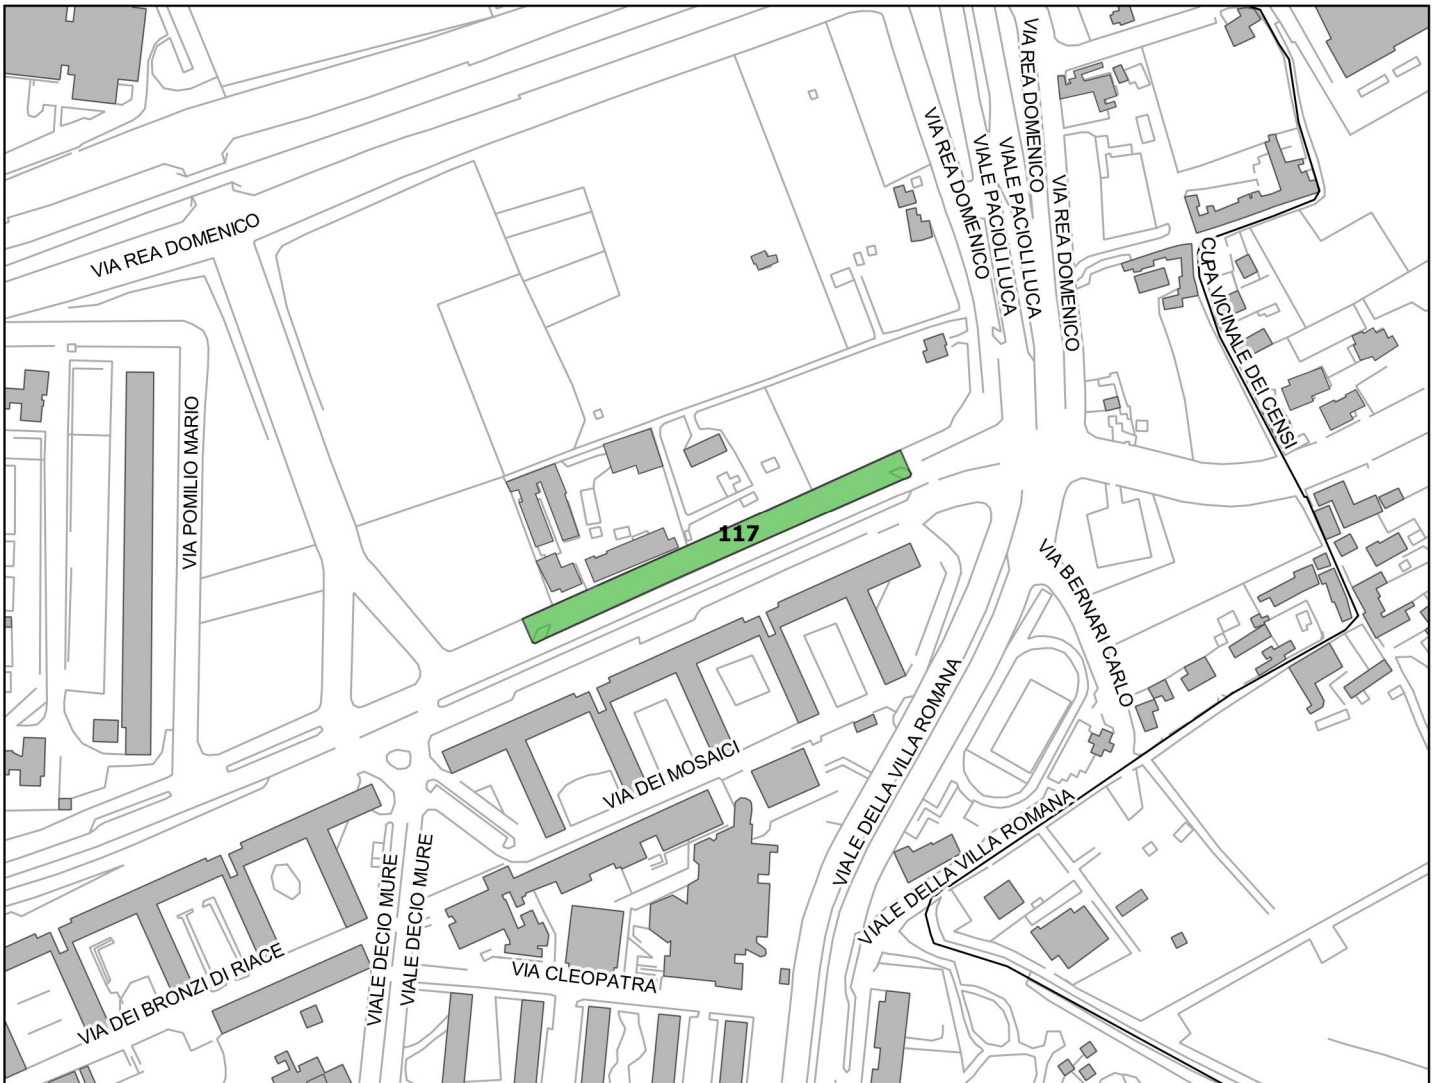 VIA REA DOMENICO
VIA REA DOMENICO
VIALE PACIOLI LUCA
VIALE PACIOLI LUCA
VIA REA DOMENICO
VIA REA DOMENICO
CUPA VICINALE DEI CENSI
VIA POMILIO MARIO
117
VIA BERNARI CARLO
VIALE DELLA VILLA ROMANA
VIA DEI MOSAICI
VIALE DELLA VILLA ROMANA
VIALE DECIO MURE
VIALE DECIO MURE
VIA DEI BRONZI DI RIACE
VIA CLEOPATRA